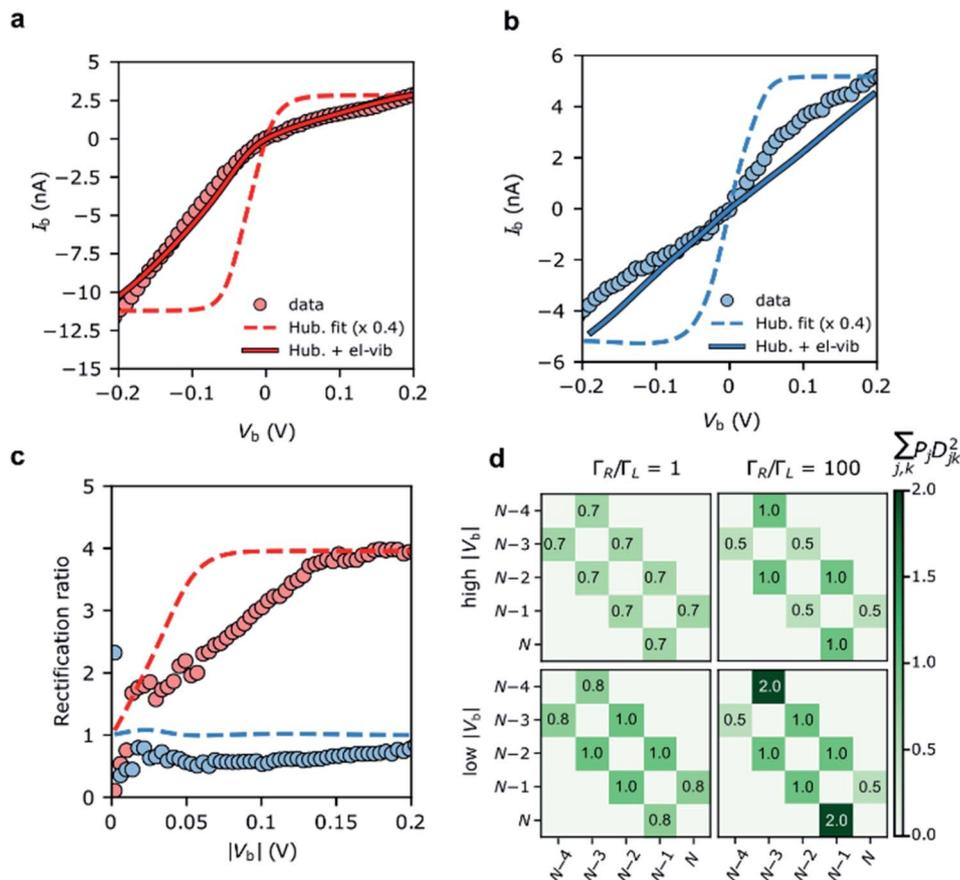 a
5
2.5
0
−2.5
−5
−7.5
−10
−12.5
−15
−0.2
−0.1
0
0.1
0.2
I_b (nA)
V_b (V)
data
Hub. fit (x 0.4)
Hub. + el-vib
b
6
4
2
0
−2
−4
−6
−0.2
−0.1
0
0.1
0.2
I_b (nA)
V_b (V)
data
Hub. fit (x 0.4)
Hub. + el-vib
c
5
4
3
2
1
0
0
0.05
0.1
0.15
0.2
Rectification ratio
|V_b| (V)
d
Γ_R/Γ_L = 1
Γ_R/Γ_L = 100
∑_{j,k} P_j D²_{jk}
high |V_b|
N−4
N−3
N−2
N−1
N
0.7
0.7 0.7
0.7 0.7
0.7 0.7
0.7
1.0
0.5 0.5
1.0 1.0
0.5 0.5
1.0
low |V_b|
N−4
N−3
N−2
N−1
N
0.8
0.8 1.0
1.0 1.0
1.0 0.8
0.8
2.0
0.5 1.0
1.0 1.0
1.0 0.5
2.0
N−4 N−3 N−2 N−1 N
N−4 N−3 N−2 N−1 N
2.0
1.5
1.0
0.5
0.0